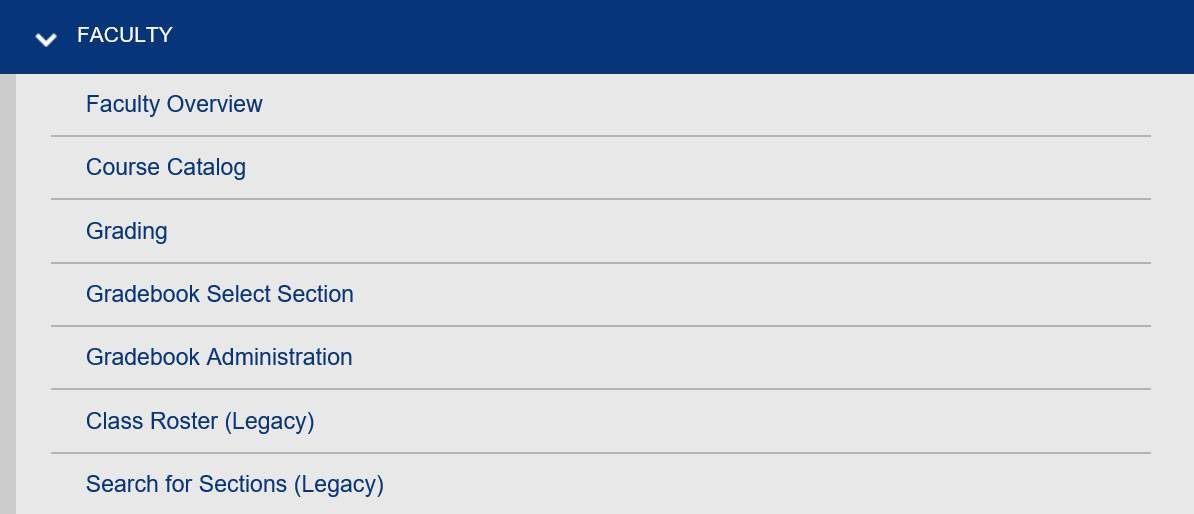 FACULTY
Faculty Overview
Course Catalog
Grading
Gradebook Select Section
Gradebook Administration
Class Roster (Legacy)
Search for Sections (Legacy)